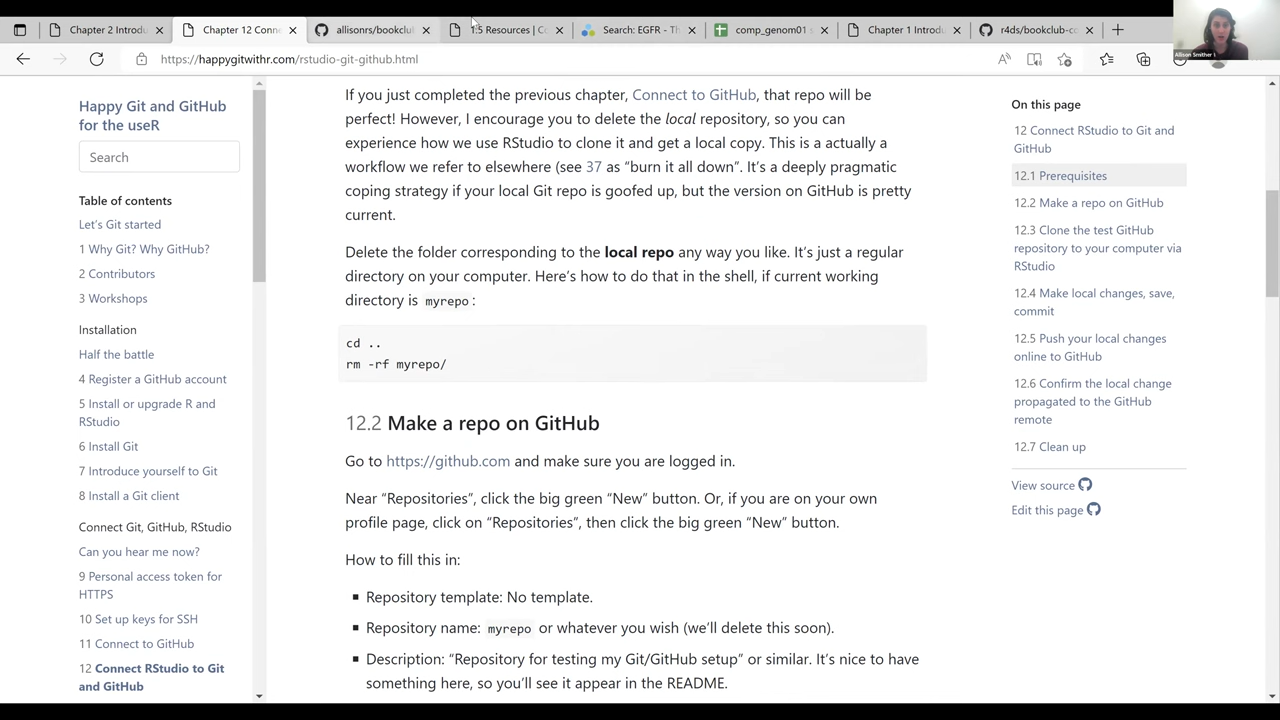 Chapter 2 Introdu
Chapter 12 Conne
allisonrs/bookclu
15 Resources | Co
Search: EGFR - Th
comp_genom01 s
Chapter 1 Introdu
r4ds/bookclub-co
https://happygitwithr.com/rstudio-git-github.html
Allison Smither
Happy Git and GitHub
for the useR
Search
Table of contents
Let's Git started
1 Why Git? Why GitHub?
2 Contributors
3 Workshops
Installation
Half the battle
4 Register a GitHub account
5 Install or upgrade R and
RStudio
6 Install Git
7 Introduce yourself to Git
8 Install a Git client
Connect Git, GitHub, RStudio
Can you hear me now?
9 Personal access token for
HTTPS
10 Set up keys for SSH
11 Connect to GitHub
12 Connect RStudio to Git
and GitHub
If you just completed the previous chapter, Connect to GitHub, that repo will be
perfect! However, I encourage you to delete the local repository, so you can
experience how we use RStudio to clone it and get a local copy. This is a actually a
workflow we refer to elsewhere (see 37 as “burn it all down”. It’s a deeply pragmatic
coping strategy if your local Git repo is goofed up, but the version on GitHub is pretty
current.
Delete the folder corresponding to the local repo any way you like. It’s just a regular
directory on your computer. Here’s how to do that in the shell, if current working
directory is myrepo:
cd ..
rm -rf myrepo/
12.2 Make a repo on GitHub
Go to https://github.com and make sure you are logged in.
Near “Repositories”, click the big green “New” button. Or, if you are on your own
profile page, click on “Repositories”, then click the big green “New” button.
How to fill this in:
▪ Repository template: No template.
▪ Repository name: myrepo or whatever you wish (we’ll delete this soon).
▪ Description: “Repository for testing my Git/GitHub setup” or similar. It’s nice to have
something here, so you’ll see it appear in the README.
On this page
12 Connect RStudio to Git and
GitHub
12.1 Prerequisites
12.2 Make a repo on GitHub
12.3 Clone the test GitHub
repository to your computer via
RStudio
12.4 Make local changes, save,
commit
12.5 Push your local changes
online to GitHub
12.6 Confirm the local change
propagated to the GitHub
remote
12.7 Clean up
View source
Edit this page